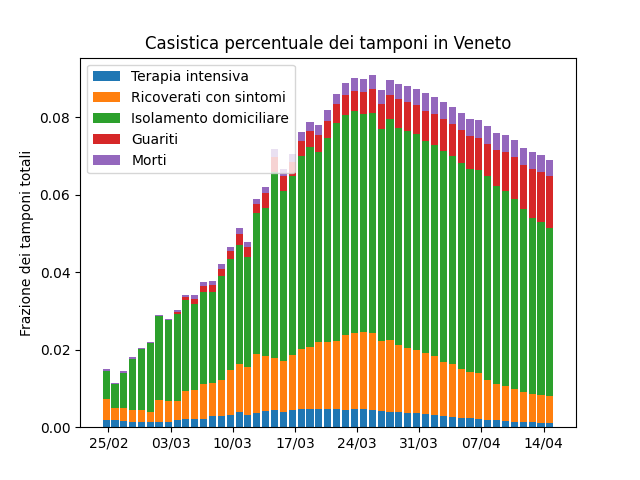 Casistica percentuale dei tamponi in Veneto
Terapia intensiva
Ricoverati con sintomi
Isolamento domiciliare
Guariti
Morti
Frazione dei tamponi totali
0.08
0.06
0.04
0.02
0.00
25/02 03/03 10/03 17/03 24/03 31/03 07/04 14/04